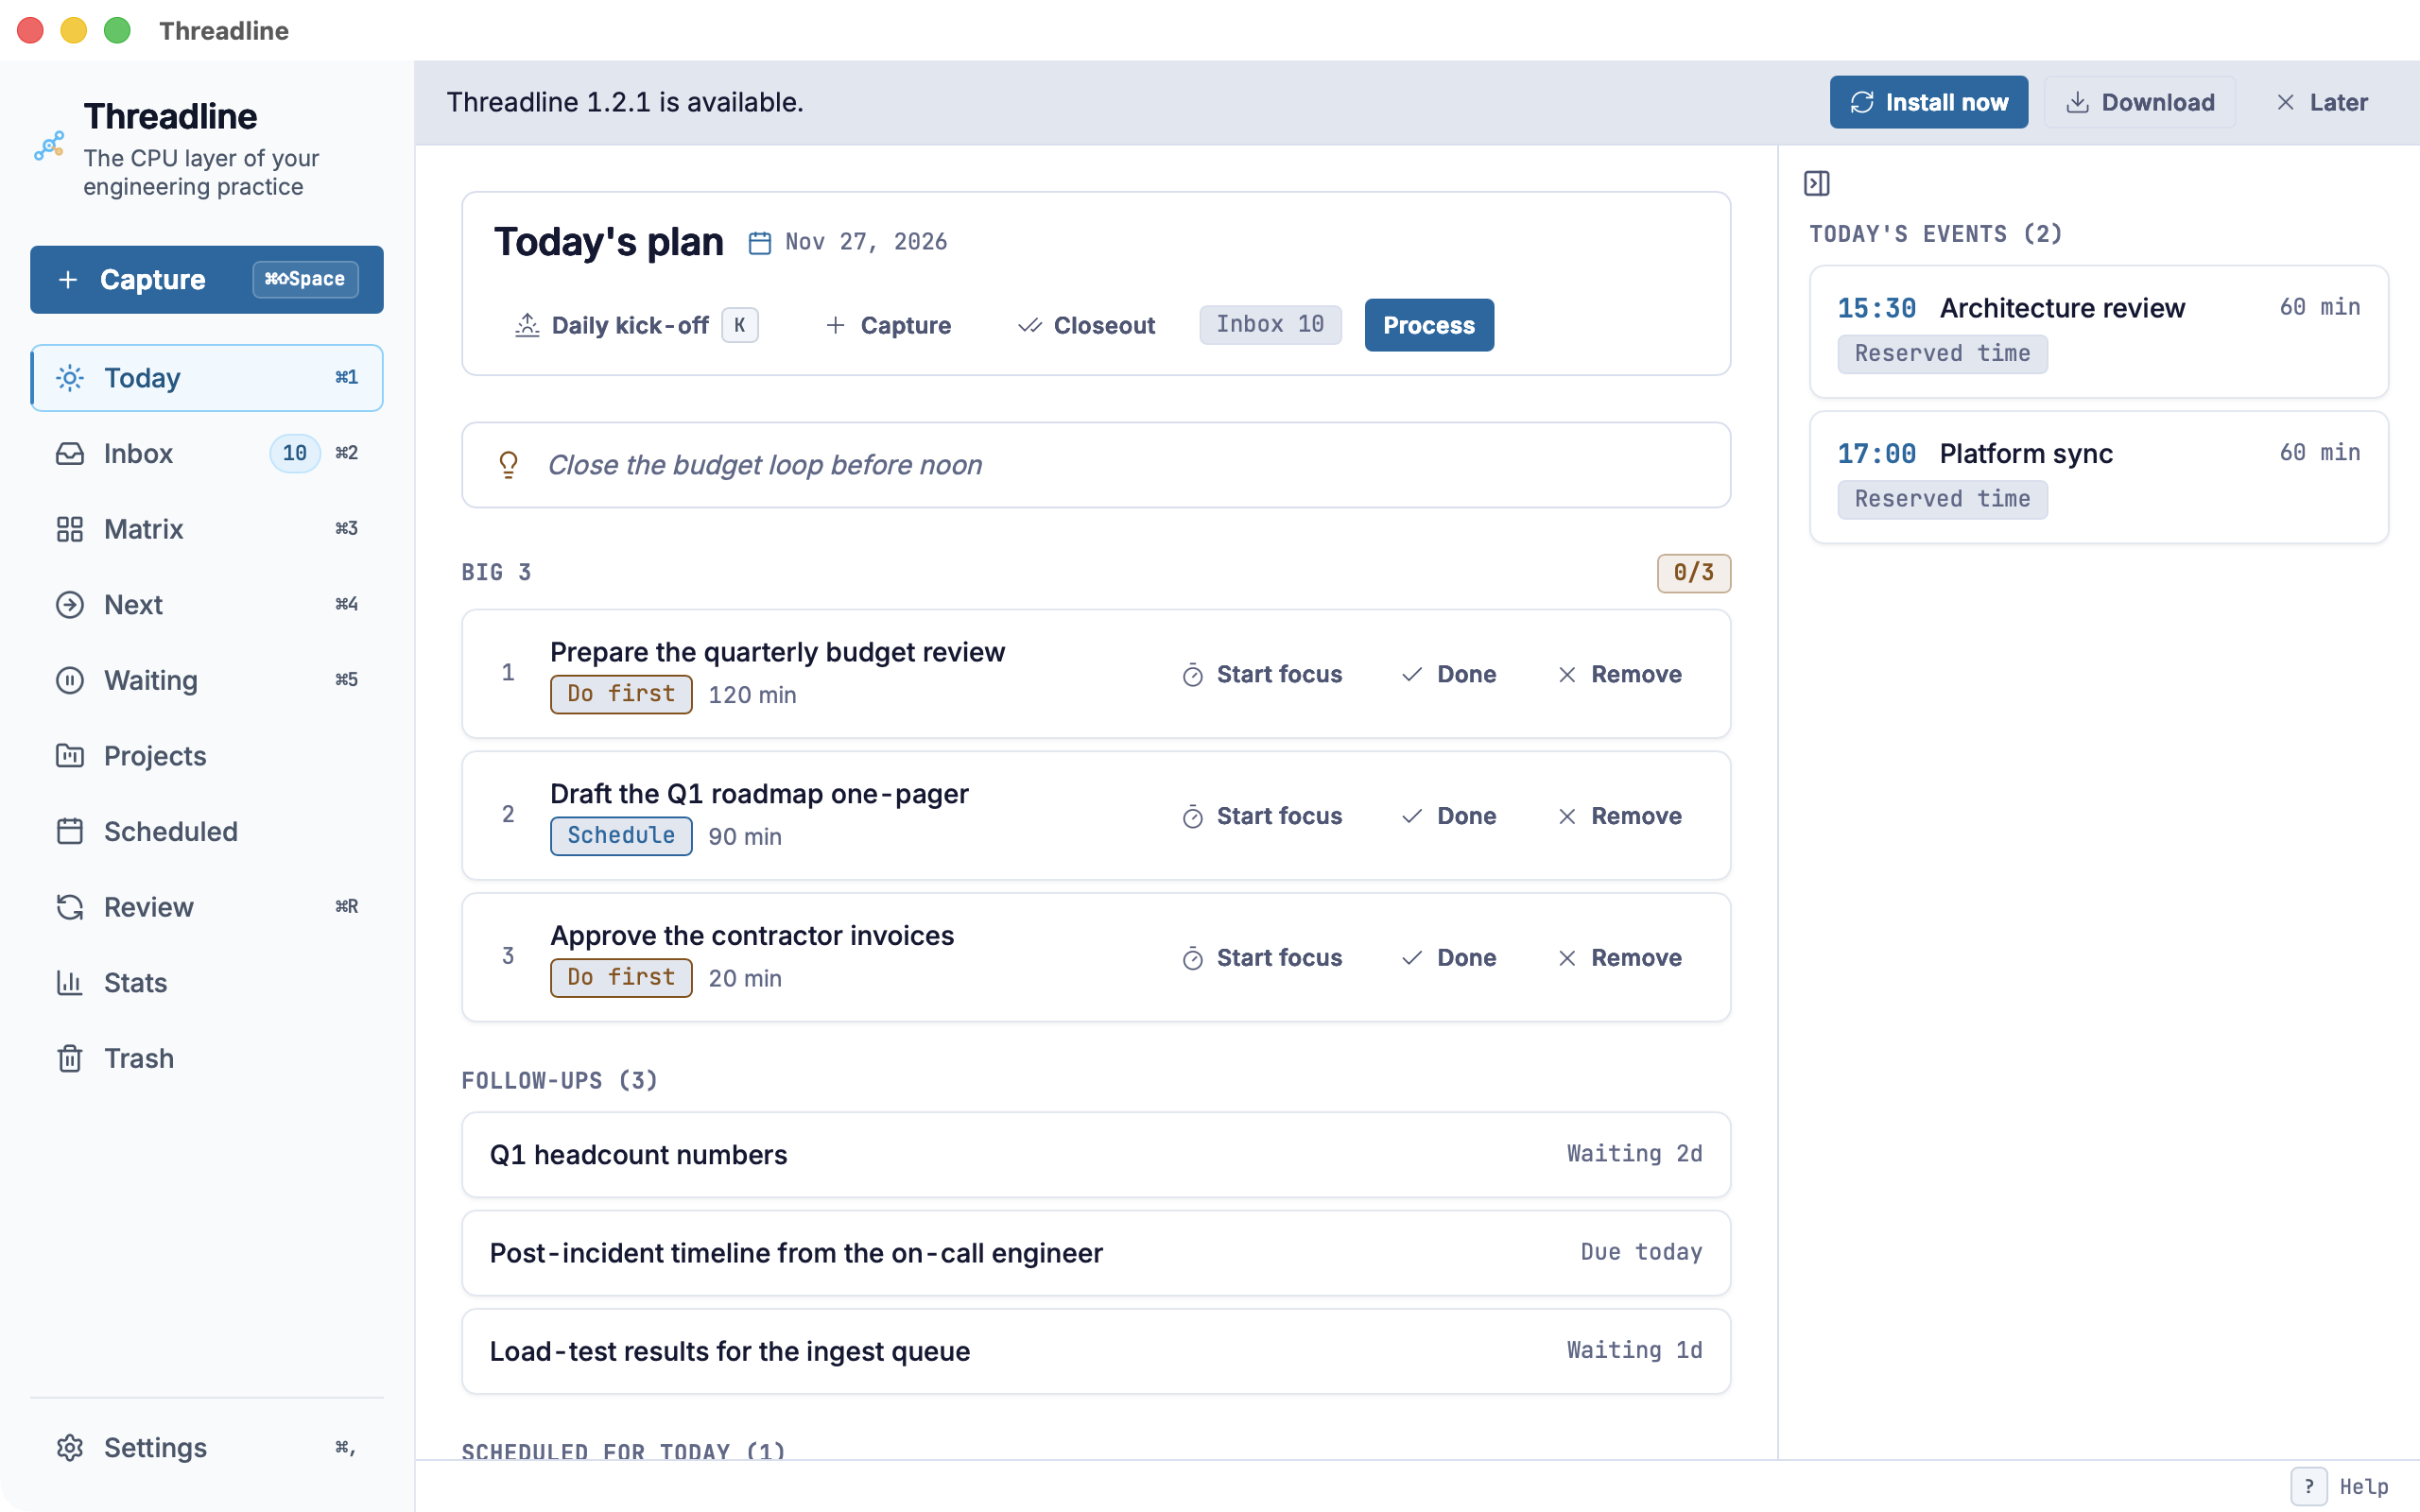 Threadline
Threadline
The CPU layer of your
engineering practice
Capture ⌘⇧Space
Today ⌘1
Inbox 10 ⌘2
Matrix ⌘3
Next ⌘4
Waiting ⌘5
Projects
Scheduled
Review ⌘R
Stats
Trash
Settings ⌘,
Threadline 1.2.1 is available.
Install now
Download
Later
Today's plan Nov 27, 2026
Daily kick-off K
Capture
Closeout
Inbox 10
Process
Close the budget loop before noon
BIG 3
0/3
1
Prepare the quarterly budget review
Do first 120 min
Start focus
Done
Remove
2
Draft the Q1 roadmap one-pager
Schedule 90 min
Start focus
Done
Remove
3
Approve the contractor invoices
Do first 20 min
Start focus
Done
Remove
FOLLOW-UPS (3)
Q1 headcount numbers
Waiting 2d
Post-incident timeline from the on-call engineer
Due today
Load-test results for the ingest queue
Waiting 1d
SCHEDULED FOR TODAY (1)
TODAY'S EVENTS (2)
15:30 Architecture review 60 min
Reserved time
17:00 Platform sync 60 min
Reserved time
? Help